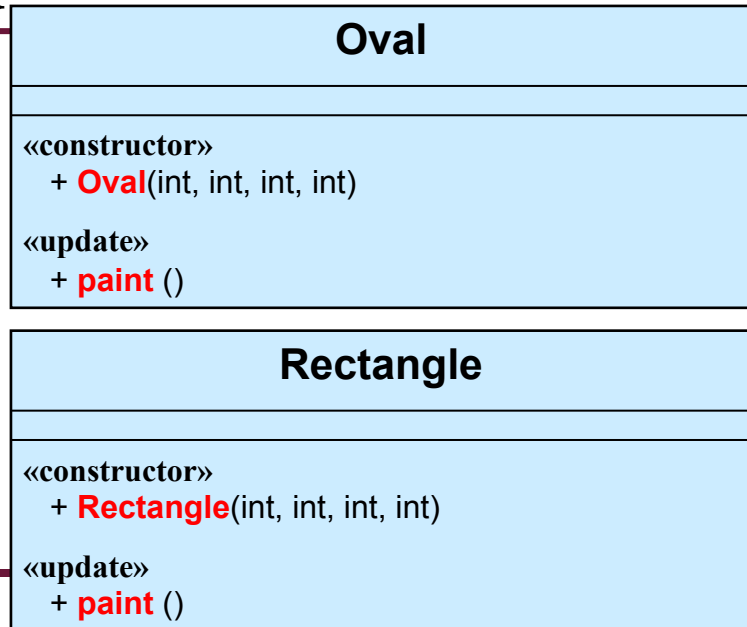 Oval
«constructor»
+ Oval(int, int, int, int)
«update»
+ paint ()
Rectangle
«constructor»
+ Rectangle(int, int, int, int)
«update»
+ paint ()